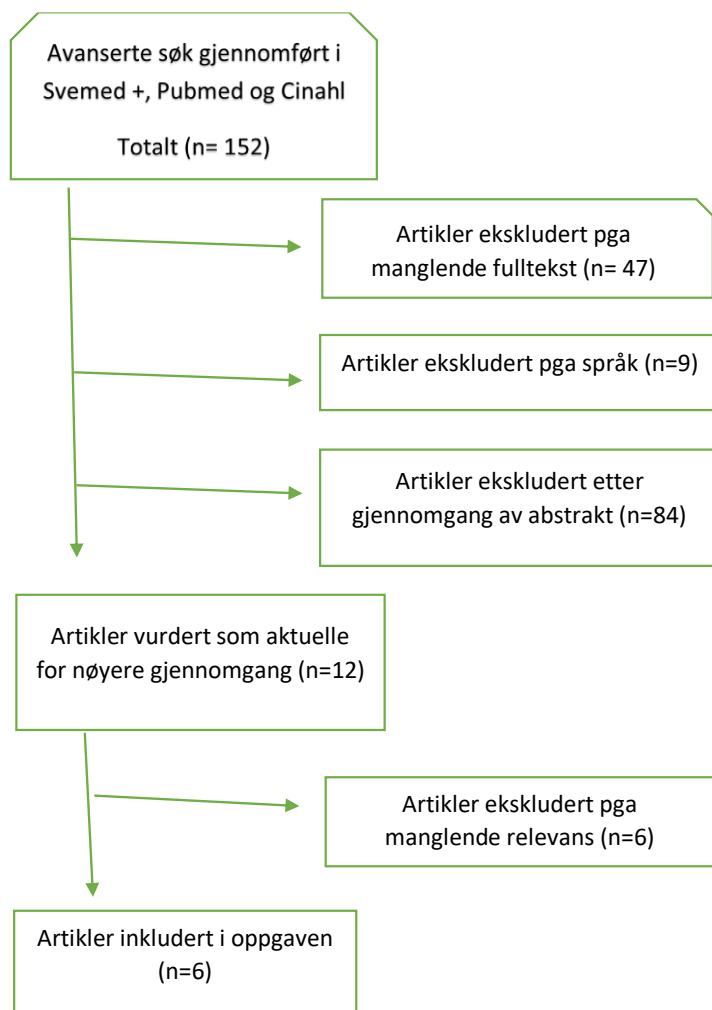 Avanserte søk gjennomført i
Svemed +, Pubmed og Cinahl
Totalt (n= 152)
Artikler ekskludert pga
manglende fulltekst (n= 47)
Artikler ekskludert pga språk (n=9)
Artikler ekskludert etter
gjennomgang av abstrakt (n=84)
Artikler vurdert som aktuelle
for nøyere gjennomgang (n=12)
Artikler ekskludert pga
manglende relevans (n=6)
Artikler inkludert i oppgaven
(n=6)